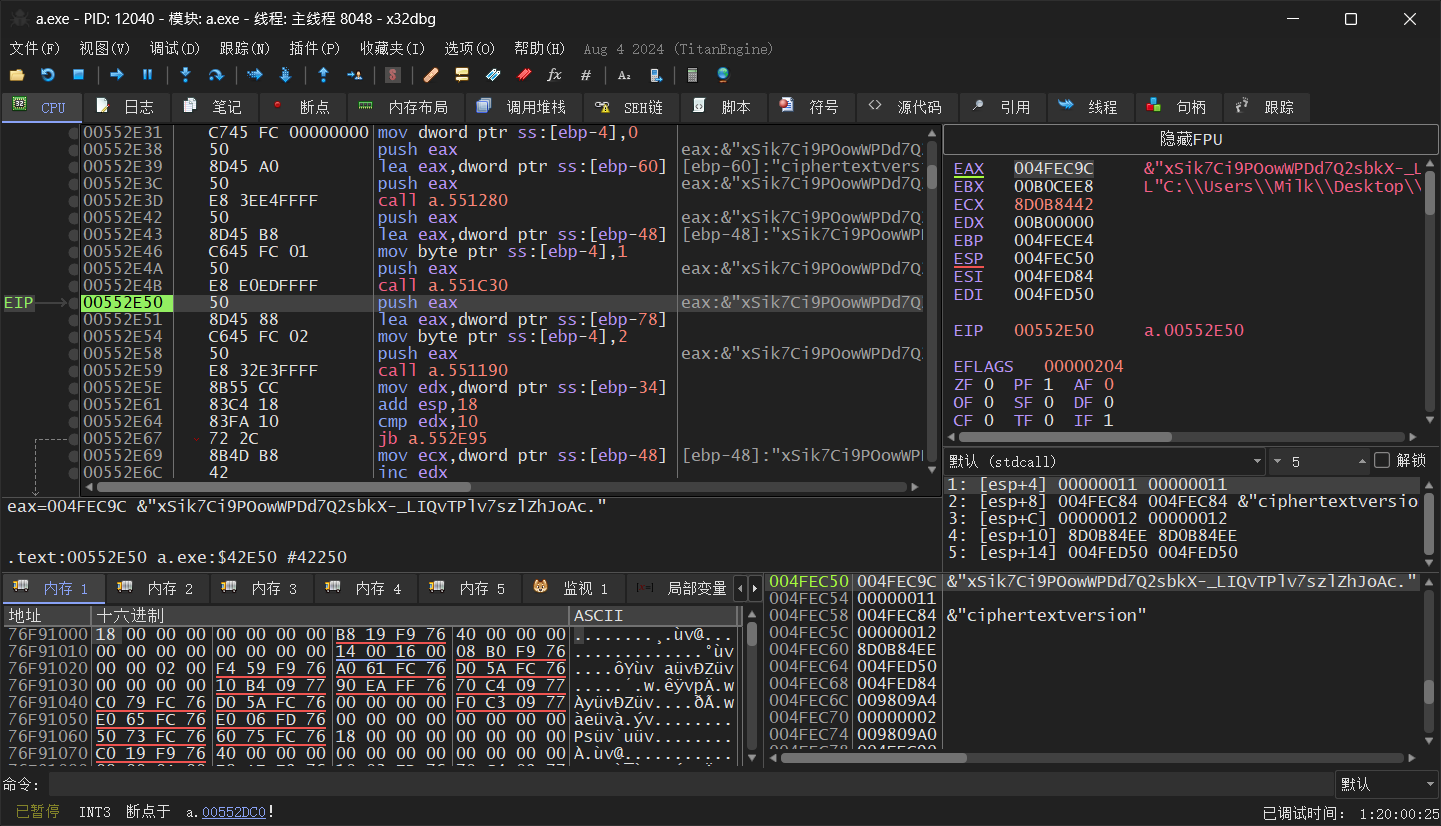 a.exe - PID: 12040 - 模块: a.exe - 线程: 主线程 8048 - x32dbg
文件(F) 视图(V) 调试(D) 跟踪(N) 插件(P) 收藏夹(I) 选项(O) 帮助(H) Aug 4 2024 (TitanEngine)
CPU 日志 笔记 断点 内存布局 调用堆栈 SEH链 脚本 符号 源代码 引用 线程 句柄 跟踪
00552E31 C745 FC 00000000 mov dword ptr ss:[ebp-4],0
00552E38 50 push eax eax:&"xSik7Ci9POowWPDd7Q
00552E39 8D45 A0 lea eax,dword ptr ss:[ebp-60] [ebp-60]:"ciphertextvers
00552E3C 50 push eax eax:&"xSik7Ci9POowWPDd7Q
00552E3D E8 3EE4FFFF call a.551280
00552E42 50 push eax eax:&"xSik7Ci9POowWPDd7Q
00552E43 8D45 B8 lea eax,dword ptr ss:[ebp-48] [ebp-48]:"xSik7Ci9POowWP
00552E46 C645 FC 01 mov byte ptr ss:[ebp-4],1
00552E4A 50 push eax eax:&"xSik7Ci9POowWPDd7Q
00552E4B E8 E0EDFFFF call a.551C30
EIP 00552E50 50 push eax eax:&"xSik7Ci9POowWPDd7Q
00552E51 8D45 88 lea eax,dword ptr ss:[ebp-78]
00552E54 C645 FC 02 mov byte ptr ss:[ebp-4],2
00552E58 50 push eax eax:&"xSik7Ci9POowWPDd7Q
00552E59 E8 32E3FFFF call a.551190
00552E5E 8B55 CC mov edx,dword ptr ss:[ebp-34]
00552E61 83C4 18 add esp,18
00552E64 83FA 10 cmp edx,10
00552E67 72 2C jb a.552E95
00552E69 8B4D B8 mov ecx,dword ptr ss:[ebp-48] [ebp-48]:"xSik7Ci9POowWP
00552E6C 42 inc edx
隐藏FPU
EAX 004FEC9C &"xSik7Ci9POowWPDd7Q2sbkX-_L
EBX 00B0CEE8 L"C:\\Users\\Milk\\Desktop\\
ECX 8D0B8442
EDX 00B00000
EBP 004FECE4
ESP 004FEC50
ESI 004FED84
EDI 004FED50
EIP 00552E50 a.00552E50
EFLAGS 00000204
ZF 0 PF 1 AF 0
OF 0 SF 0 DF 0
CF 0 TF 0 IF 1
默认 (stdcall) 5 解锁
1: [esp+4] 00000011 00000011
2: [esp+8] 004FEC84 004FEC84 &"ciphertextversio
3: [esp+C] 00000012 00000012
4: [esp+10] 8D0B84EE 8D0B84EE
5: [esp+14] 004FED50 004FED50
eax=004FEC9C &"xSik7Ci9POowWPDd7Q2sbkX-_LIQvTPlv7szlZhJoAc."
.text:00552E50 a.exe:$42E50 #42250
内存 1 内存 2 内存 3 内存 4 内存 5 监视 1 局部变量
地址 十六进制 ASCII
76F91000 18 00 00 00 00 00 00 00 B8 19 F9 76 40 00 00 00 ........¸.ùv@...
76F91010 00 00 00 00 00 00 00 00 14 00 16 00 08 B0 F9 76 .............°ùv
76F91020 00 00 02 00 F4 59 F9 76 A0 61 FC 76 D0 5A FC 76 ....ôYùv aüvÐZüv
76F91030 00 00 00 00 10 B4 09 77 90 EA FF 76 70 C4 09 77 .....´.w.êÿvpÄ.w
76F91040 C0 79 FC 76 D0 5A FC 76 00 00 00 00 F0 C3 09 77 ÀyüvÐZüv....ðÃ.w
76F91050 E0 65 FC 76 E0 06 FD 76 00 00 00 00 00 00 00 00 àeüvà.ýv........
76F91060 50 73 FC 76 60 75 FC 76 18 00 00 00 00 00 00 00 Psüv`uüv........
76F91070 C0 19 F9 76 40 00 00 00 00 00 00 00 00 00 00 00 À.ùv@...........
004FEC50 004FEC9C &"xSik7Ci9POowWPDd7Q2sbkX-_LIQvTPlv7szlZhJoAc."
004FEC54 00000011
004FEC58 004FEC84 &"ciphertextversion"
004FEC5C 00000012
004FEC60 8D0B84EE
004FEC64 004FED50
004FEC68 004FED84
004FEC6C 009809A4
004FEC70 00000002
004FEC74 009809A0
命令: 默认
已暂停 INT3 断点于 a.00552DC0! 已调试时间: 1:20:00:25